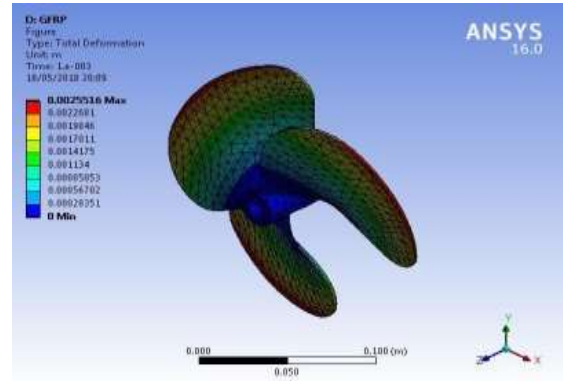 D: GFRP
Figure
Type: Total Deformation
Unit: m
Time: 1.e-003
18/05/2018 20:09
0.0025516 Max
0.0022681
0.0019846
0.0017011
0.0014175
0.001134
0.00085053
0.00056702
0.00028351
0 Min
ANSYS
16.0
0.000
0.100 (m)
0.050
Y
Z
X